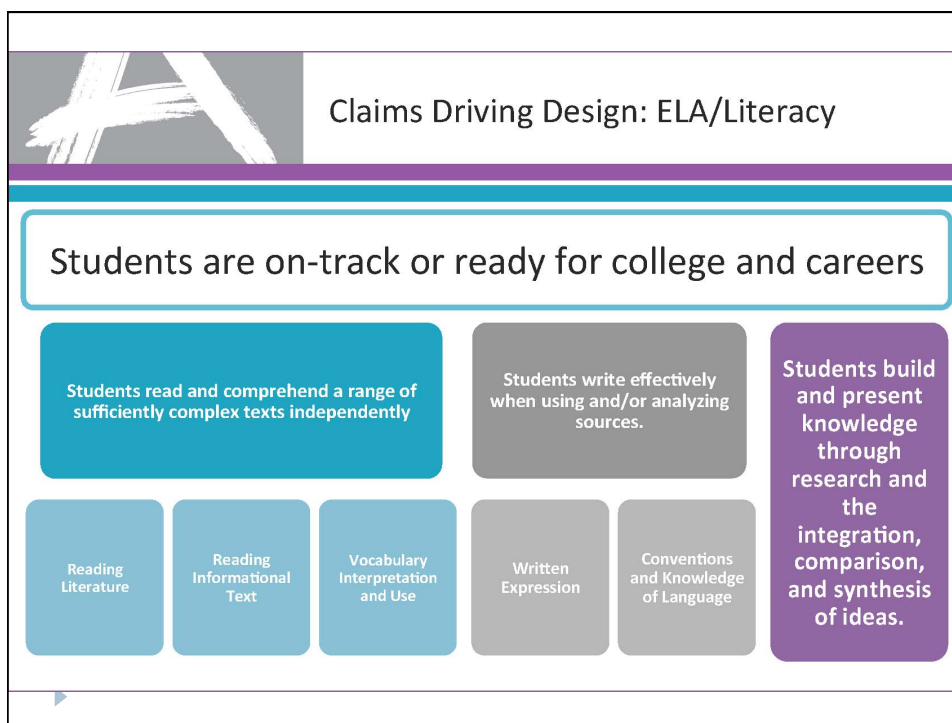 Claims Driving Design: ELA/Literacy
Students are on-track or ready for college and careers
Students read and comprehend a range of
sufficiently complex texts independently
Students write effectively
when using and/or analyzing
sources.
Students build
and present
knowledge
through
research and
the
integration,
comparison,
and synthesis
of ideas.
Reading
Literature
Reading
Informational
Text
Vocabulary
Interpretation
and Use
Written
Expression
Conventions
and Knowledge
of Language